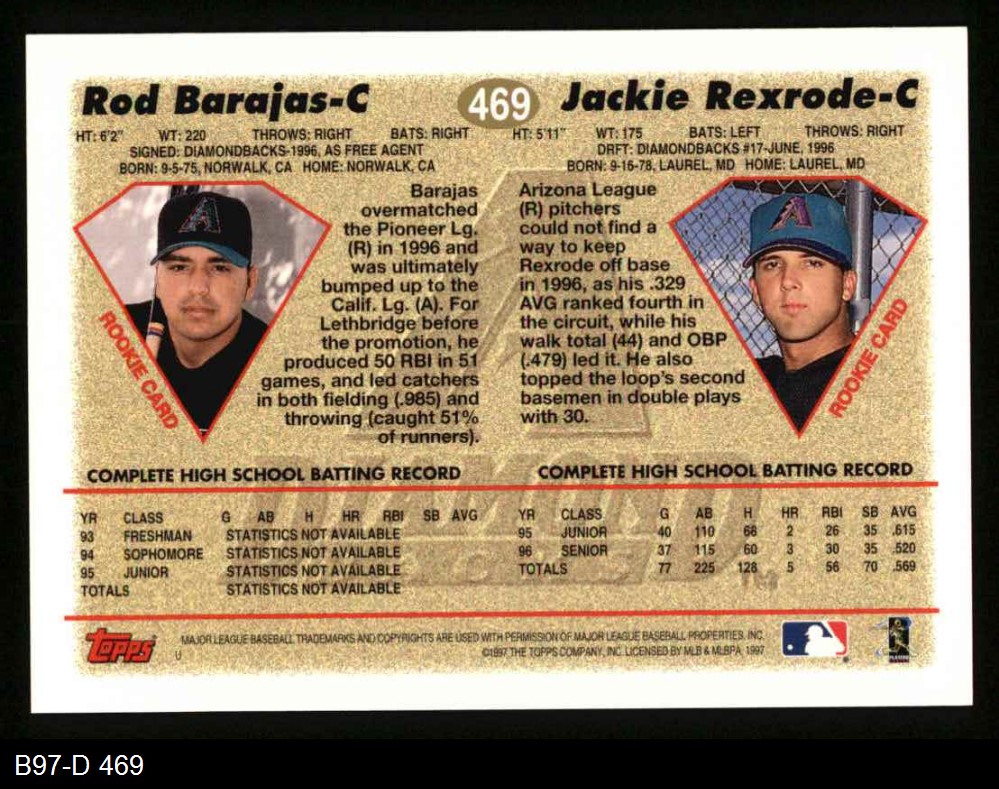 Rod Barajas-C
HT: 6'2" WT: 220 THROWS: RIGHT BATS: RIGHT
SIGNED: DIAMONDBACKS-1996, AS FREE AGENT
BORN: 9-5-75, NORWALK, CA HOME: NORWALK, CA
469
Jackie Rexrode-C
HT: 5'11" WT: 175 BATS: LEFT THROWS: RIGHT
DRFT: DIAMONDBACKS #17-JUNE, 1996
BORN: 9-16-78, LAUREL, MD HOME: LAUREL, MD
ROOKIE CARD
Barajas
overmatched
the Pioneer Lg.
(R) in 1996 and
was ultimately
bumped up to the
Calif. Lg. (A). For
Lethbridge before
the promotion, he
produced 50 RBI in 51
games, and led catchers
in both fielding (.985) and
throwing (caught 51%
of runners).
Arizona League
(R) pitchers
could not find a
way to keep
Rexrode off base
in 1996, as his .329
AVG ranked fourth in
the circuit, while his
walk total (44) and OBP
(.479) led it. He also
topped the loop's second
basemen in double plays
with 30.
ROOKIE CARD
COMPLETE HIGH SCHOOL BATTING RECORD
YR CLASS G AB H HR RBI SB AVG
93 FRESHMAN STATISTICS NOT AVAILABLE
94 SOPHOMORE STATISTICS NOT AVAILABLE
95 JUNIOR STATISTICS NOT AVAILABLE
TOTALS STATISTICS NOT AVAILABLE
COMPLETE HIGH SCHOOL BATTING RECORD
YR CLASS G AB H HR RBI SB AVG
95 JUNIOR 40 110 68 2 26 35 .615
96 SENIOR 37 115 60 3 30 35 .520
TOTALS 77 225 128 5 56 70 .569
topps
MAJOR LEAGUE BASEBALL TRADEMARKS AND COPYRIGHTS ARE USED WITH PERMISSION OF MAJOR LEAGUE BASEBALL PROPERTIES, INC.
U ©1997 THE TOPPS COMPANY, INC. LICENSED BY MLB & MLBPA, 1997
B97-D 469